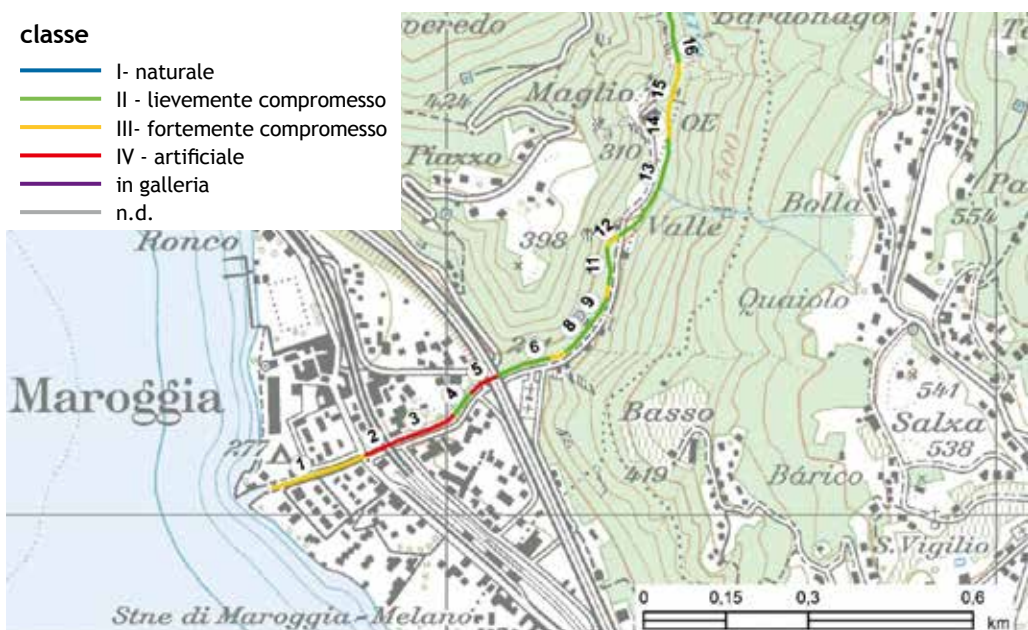 classe
I- naturale
II - lievemente compromesso
III- fortemente compromesso
IV - artificiale
in galleria
n.d.
Bardonago
16
424
Maglio
15
14
OE
310
400
Piazzo
13
Bolla
554
Ronco
398
12
Valle
11
Quaiolo
9
8
6
5
541
Maroggia
4
Basso
Salxa
3
538
2
277
1
419
Bárico
S. Vigilio
0 0,15 0,3 0,6
km
Stne di Maroggia-Melano